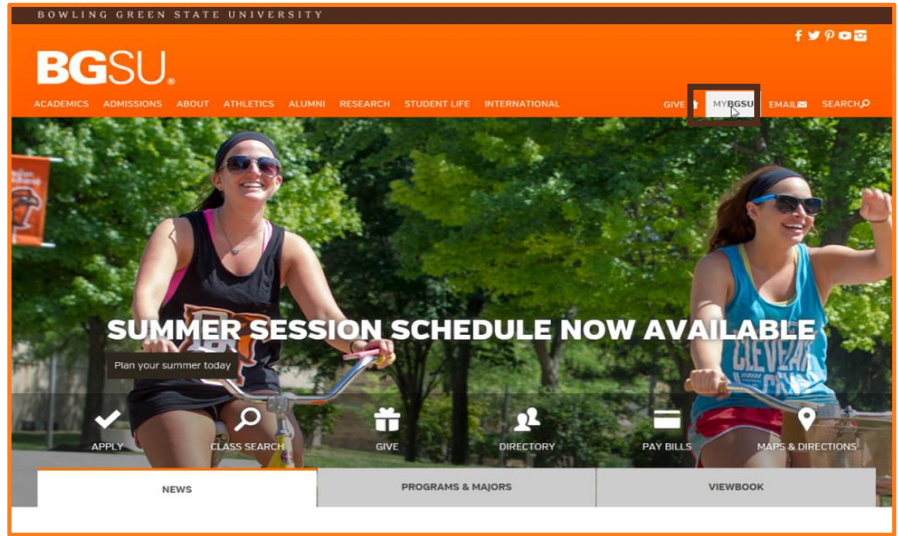 BOWLING GREEN STATE UNIVERSITY
BGSU®
ACADEMICS ADMISSIONS ABOUT ATHLETICS ALUMNI RESEARCH STUDENT LIFE INTERNATIONAL GIVE MYBGSU EMAIL SEARCH
SUMMER SESSION SCHEDULE NOW AVAILABLE
Plan your summer today
APPLY CLASS SEARCH GIVE DIRECTORY PAY BILLS MAPS & DIRECTIONS
NEWS PROGRAMS & MAJORS VIEWBOOK